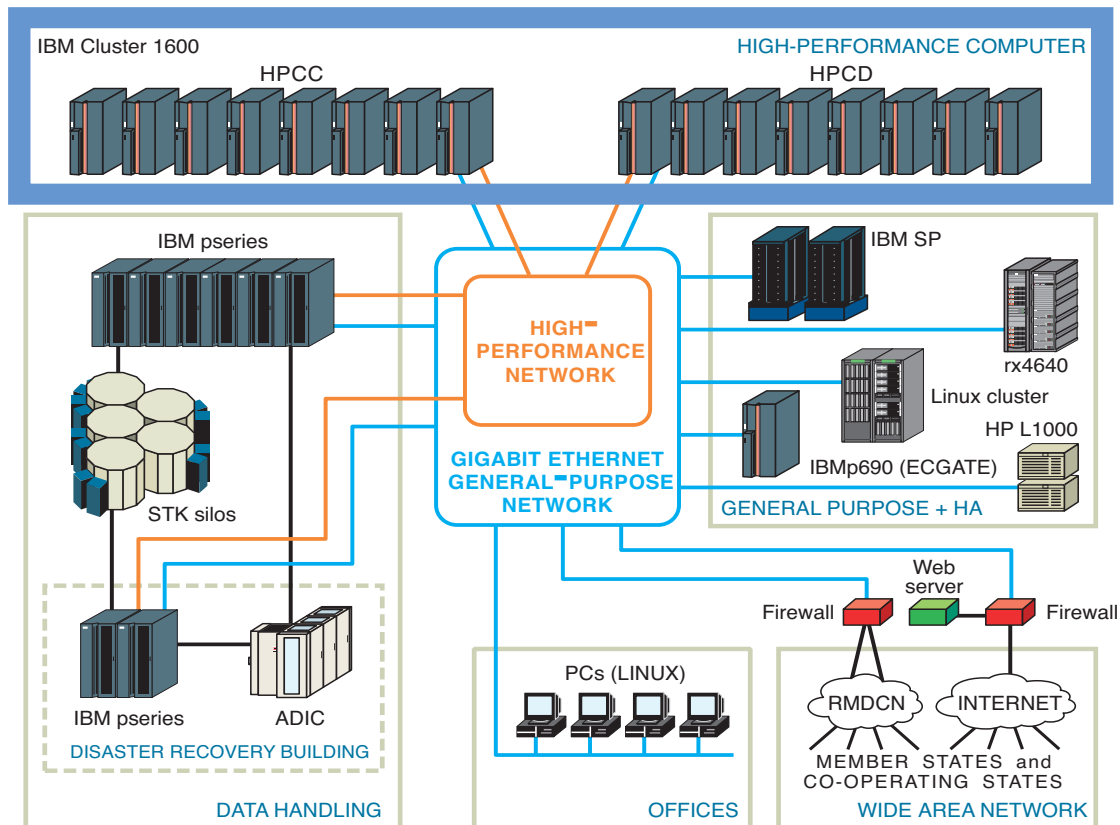 IBM Cluster 1600
HIGH-PERFORMANCE COMPUTER
HPCC
HPCD
IBM pseries
STK silos
IBM pseries
ADIC
DISASTER RECOVERY BUILDING
DATA HANDLING
HIGH-
PERFORMANCE
NETWORK
GIGABIT ETHERNET
GENERAL-PURPOSE
NETWORK
IBM SP
rx4640
Linux cluster
HP L1000
IBMp690 (ECGATE)
GENERAL PURPOSE + HA
Web
server
Firewall
Firewall
PCs (LINUX)
OFFICES
RMDCN
INTERNET
MEMBER STATES and
CO-OPERATING STATES
WIDE AREA NETWORK